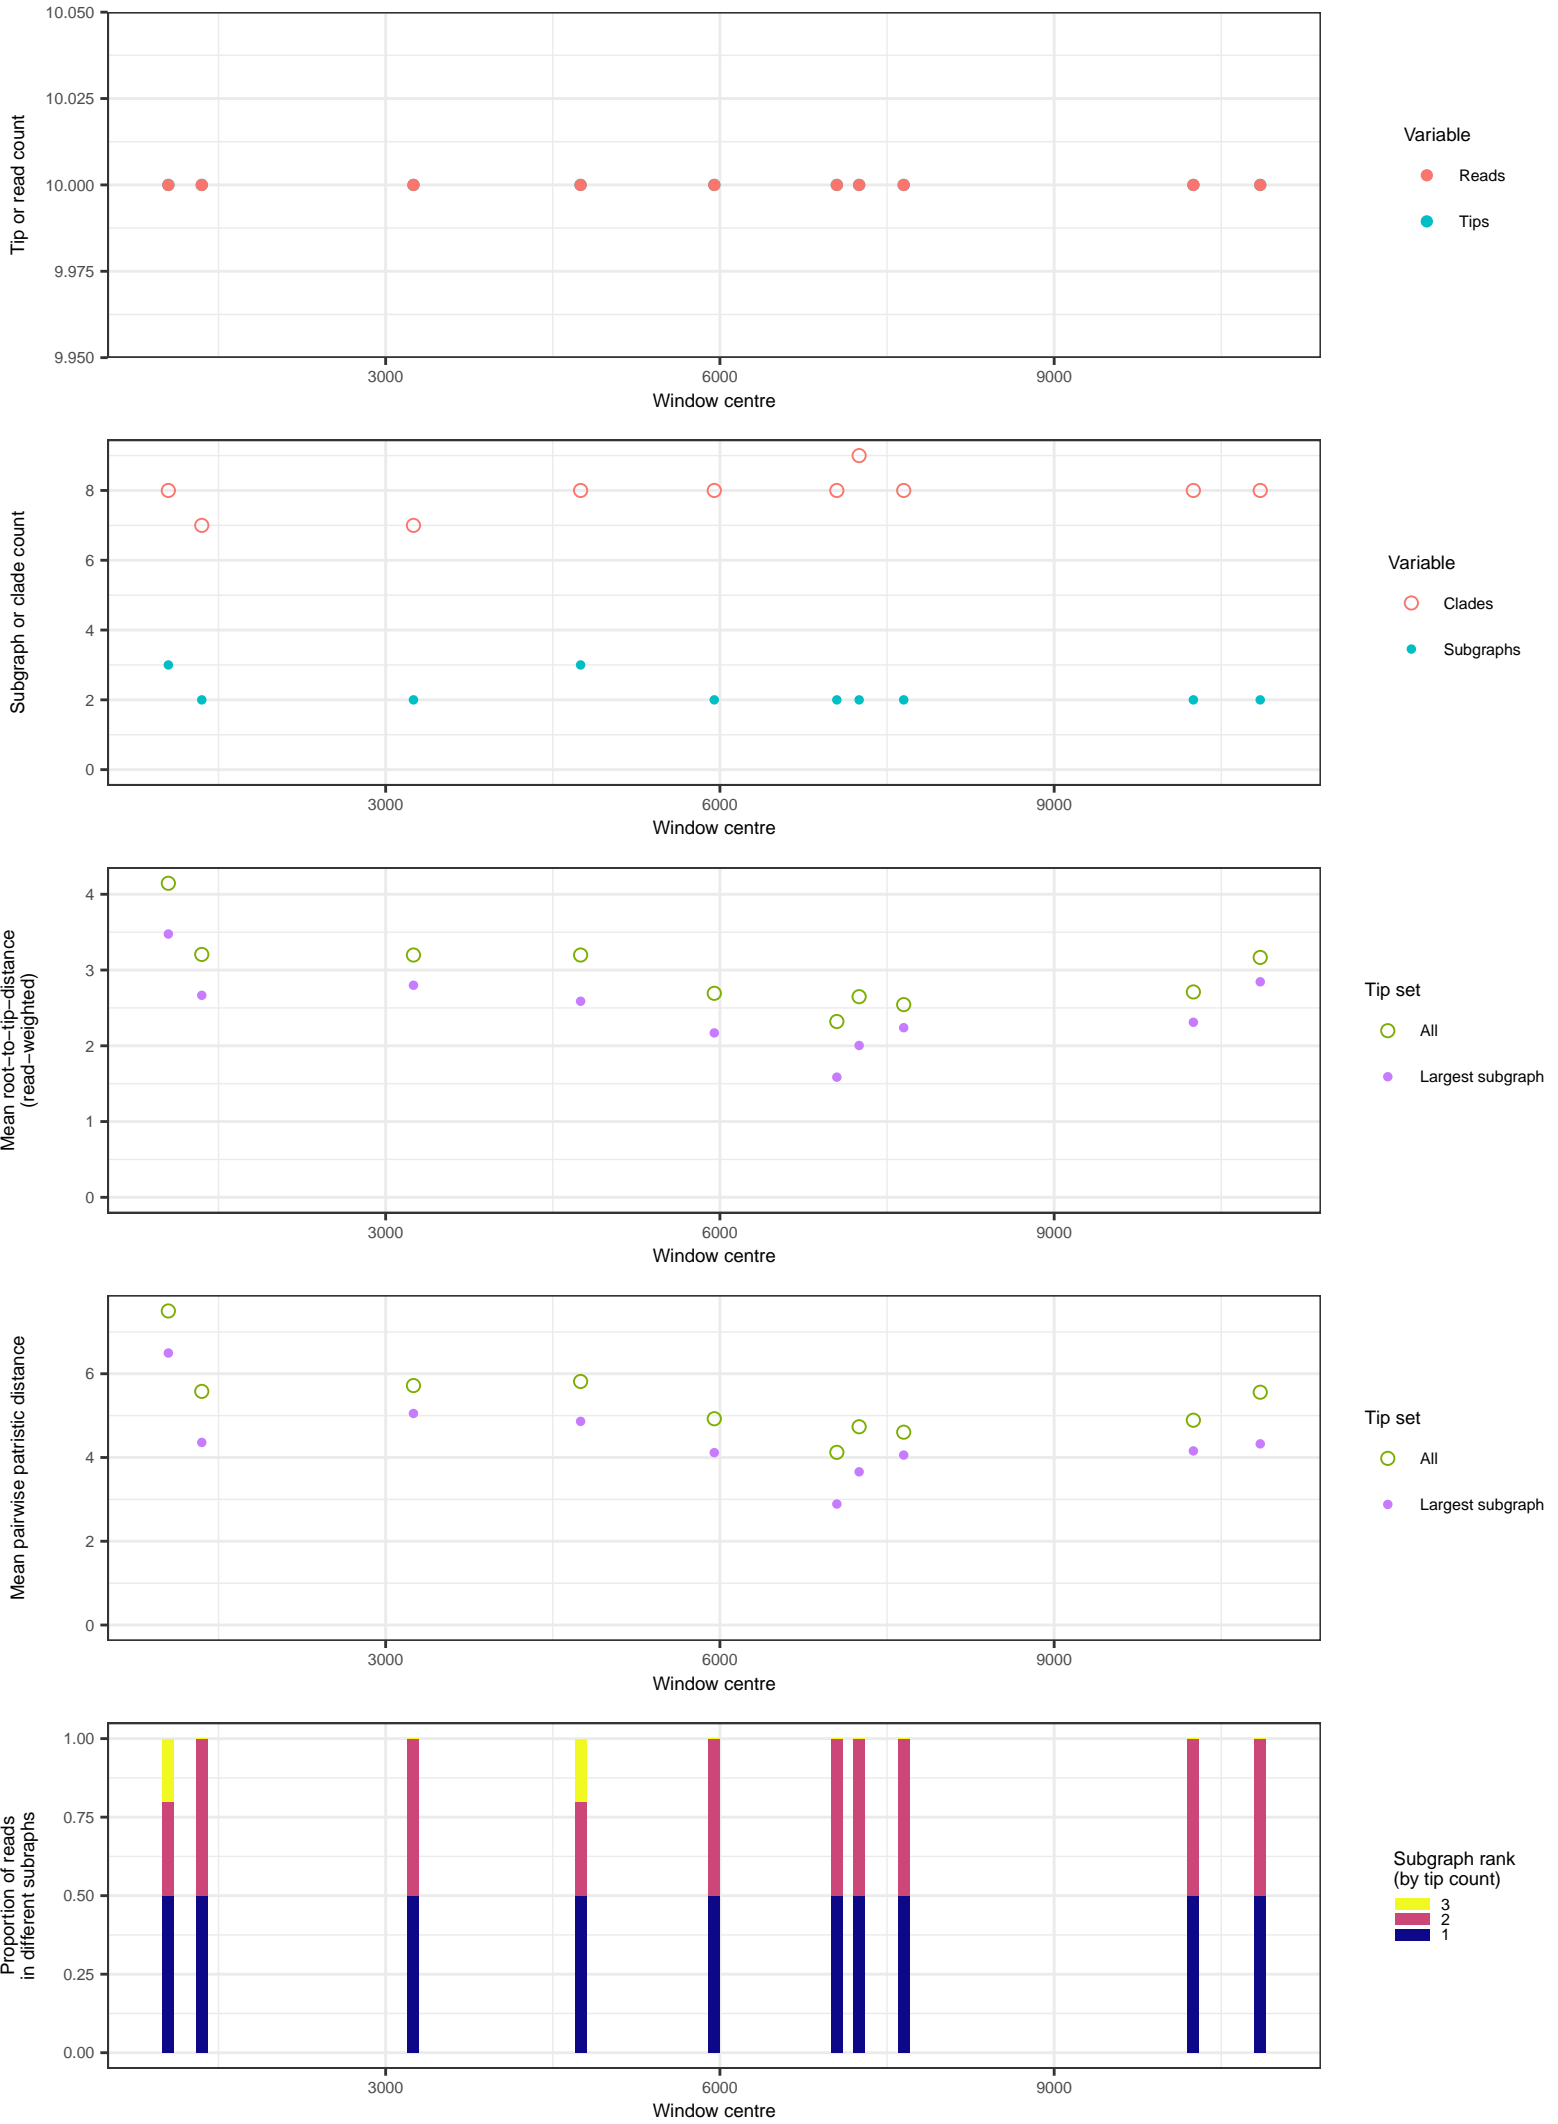 10.050
10.025
10.000
9.975
9.950
Tip or read count
3000
6000
9000
Window centre
Variable
Reads
Tips
8
6
4
2
0
Subgraph or clade count
3000
6000
9000
Window centre
Variable
Clades
Subgraphs
4
3
2
1
0
Mean root−to−tip−distance
(read−weighted)
3000
6000
9000
Window centre
Tip set
All
Largest subgraph
6
4
2
0
Mean pairwise patristic distance
3000
6000
9000
Window centre
Tip set
All
Largest subgraph
1.00
0.75
0.50
0.25
0.00
Proportion of reads
in different subraphs
3000
6000
9000
Window centre
Subgraph rank
(by tip count)
3
2
1